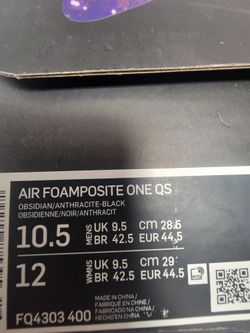 AIR FOAMPOSITE ONE QS
OBSIDIAN/ANTHRACITE-BLACK
OBSIDIENNE/NOIR/ANTHRACIT
10.5 MENS UK 9.5 cm 28.5
BR 42.5 EUR 44.5
12 WMNS UK 9.5 cm 29
BR 42.5 EUR 44.5
FQ4303 400
MADE IN CHINA /
FABRIQUÉ EN CHINE /
FABRICADO EN CHINA /
HECHO EN CHINA